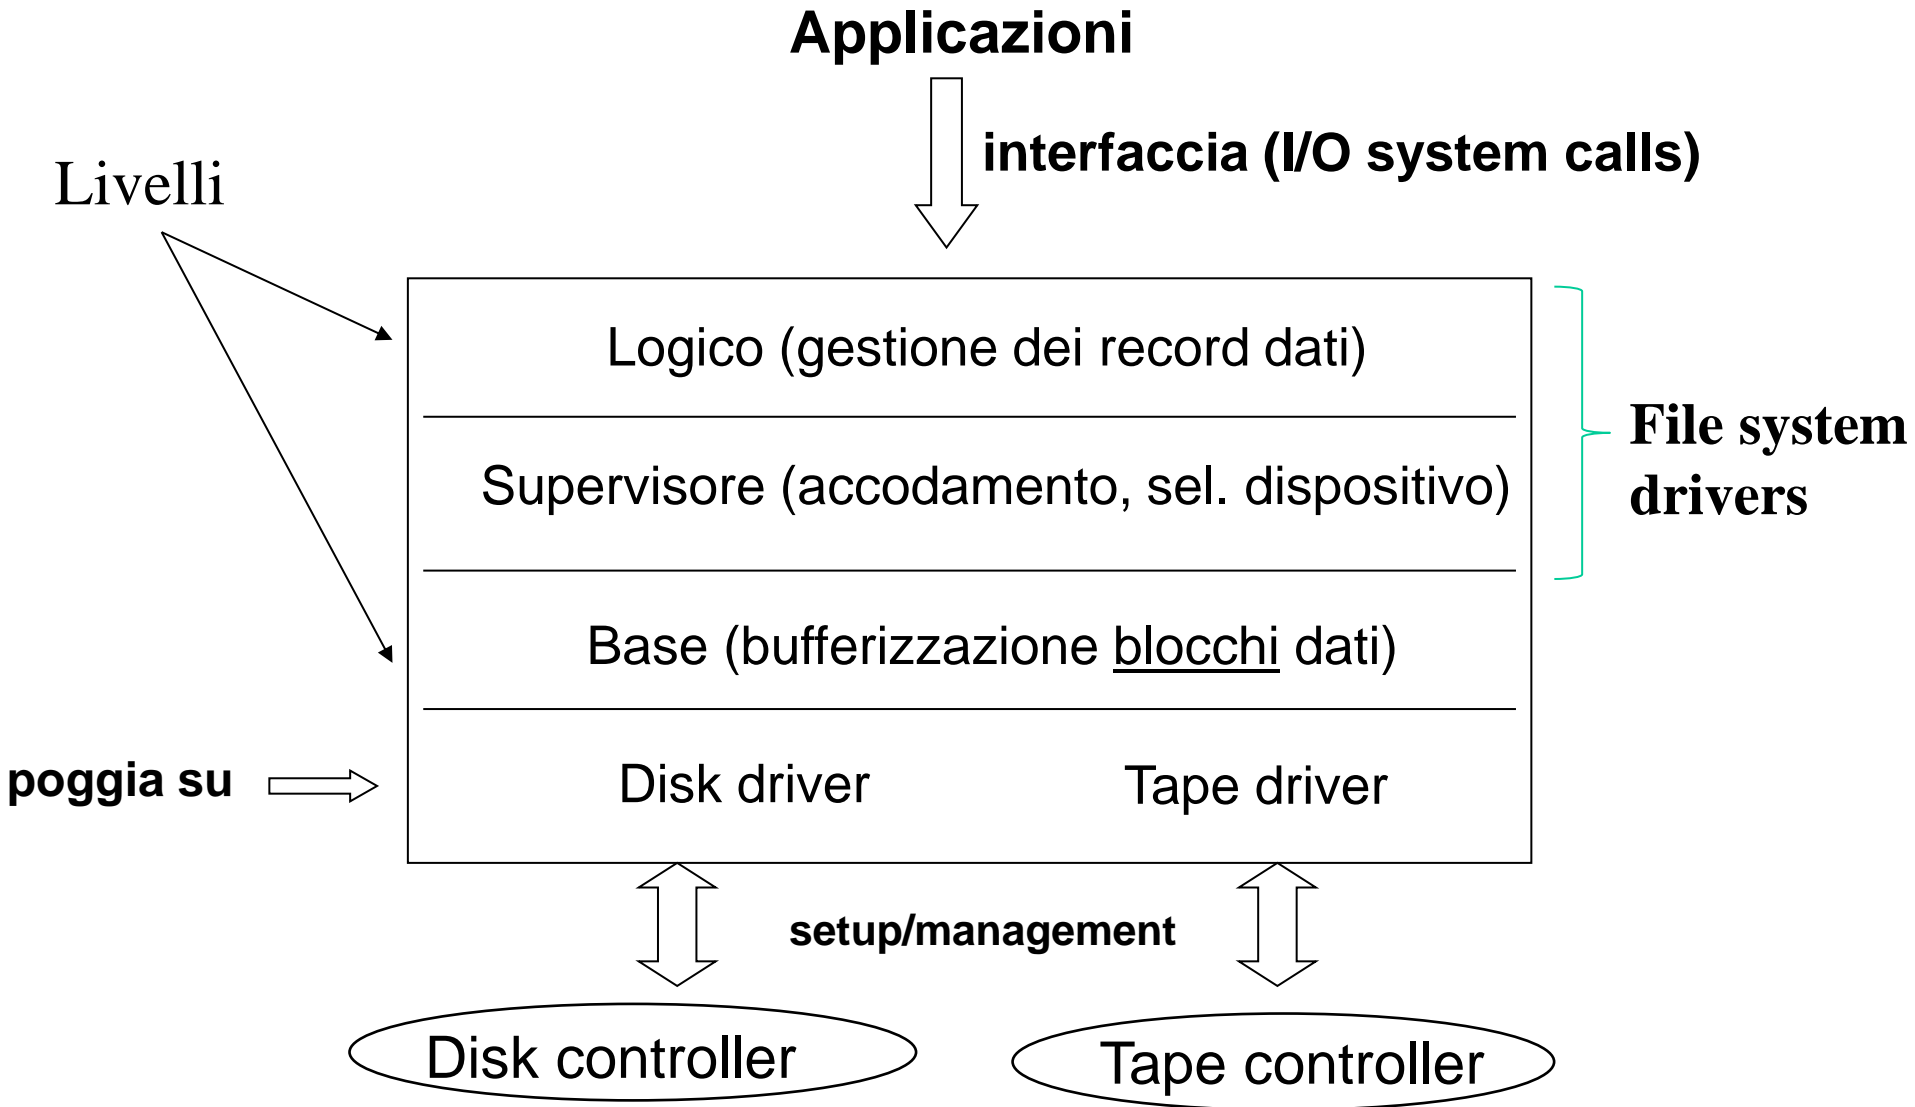 Applicazioni
interfaccia (I/O system calls)
Livelli
Logico (gestione dei record dati)
File system
drivers
Supervisore (accodamento, sel. dispositivo)
Base (bufferizzazione blocchi dati)
poggia su
Disk driver
Tape driver
setup/management
Disk controller
Tape controller